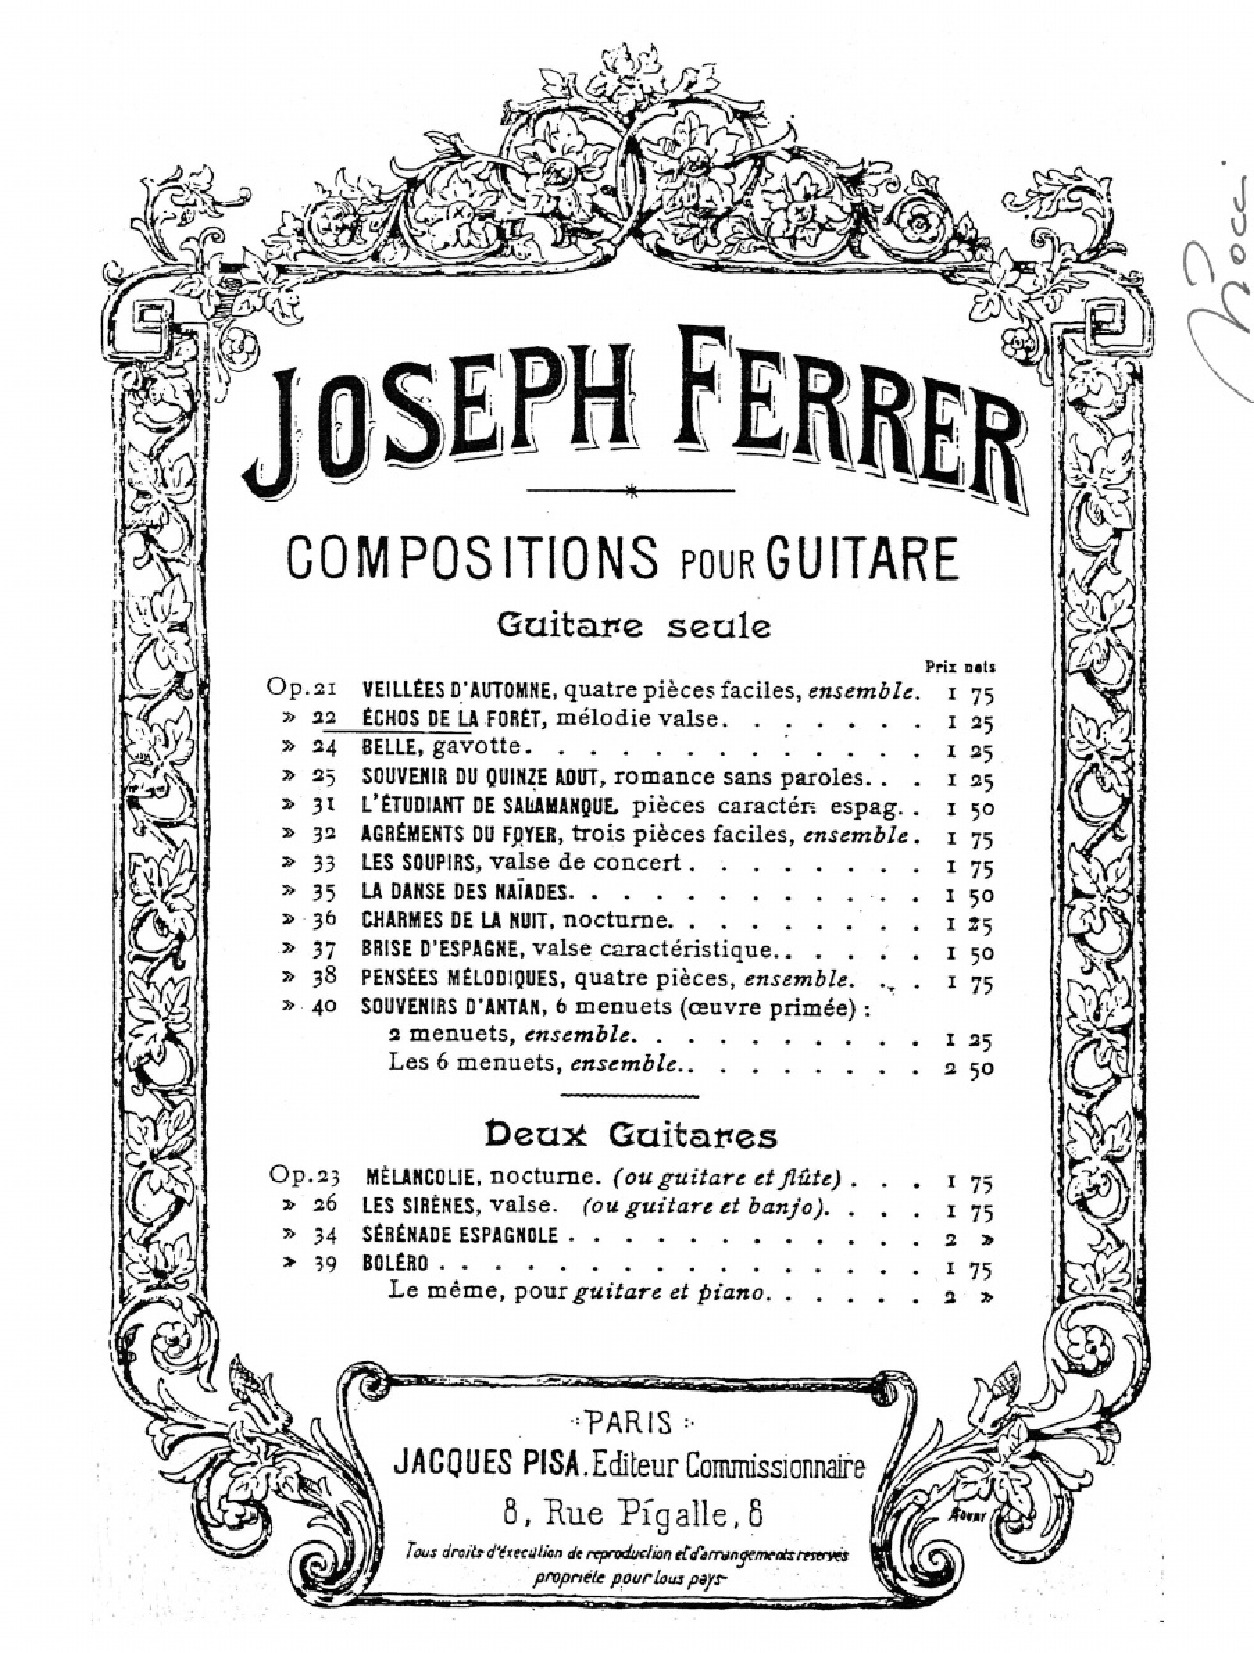 JOSEPH FERRER
COMPOSITIONS POUR GUITARE
Guitare seule
Prix nets
Op. 21 VEILLÉES D'AUTOMNE, quatre pièces faciles, ensemble. 1 75
» 22 ÉCHOS DE LA FORÊT, mélodie valse. . . . . . . . 1 25
» 24 BELLE, gavotte. . . . . . . . . . . . . . 1 25
» 25 SOUVENIR DU QUINZE AOUT, romance sans paroles. . . 1 25
» 31 L'ÉTUDIANT DE SALAMANQUE, pièces caractér. espag. . 1 50
» 32 AGRÉMENTS DU FOYER, trois pièces faciles, ensemble. 1 75
» 33 LES SOUPIRS, valse de concert. . . . . . . . . 1 75
» 35 LA DANSE DES NAÏADES. . . . . . . . . . . . . 1 50
» 36 CHARMES DE LA NUIT, nocturne. . . . . . . . . . 1 25
» 37 BRISE D'ESPAGNE, valse caractéristique. . . . . . . 1 50
» 38 PENSÉES MÉLODIQUES, quatre pièces, ensemble. . . . 1 75
» 40 SOUVENIRS D'ANTAN, 6 menuets (œuvre primée) :
2 menuets, ensemble. . . . . . . . . . . 1 25
Les 6 menuets, ensemble. . . . . . . . . . 2 50
Deux Guitares
Op. 23 MÉLANCOLIE, nocturne. (ou guitare et flûte) . . . 1 75
» 26 LES SIRÈNES, valse. (ou guitare et banjo). . . . . 1 75
» 34 SÉRÉNADE ESPAGNOLE . . . . . . . . . . . . . 2 »
» 39 BOLÉRO . . . . . . . . . . . . . . . . . 1 75
Le même, pour guitare et piano. . . . . . . 2 »
PARIS
JACQUES PISA. Editeur Commissionnaire
8, Rue Pigalle, 8
Tous droits d'éxecution de reproduction et d'arrangements reservés
propriéte pour tous pays